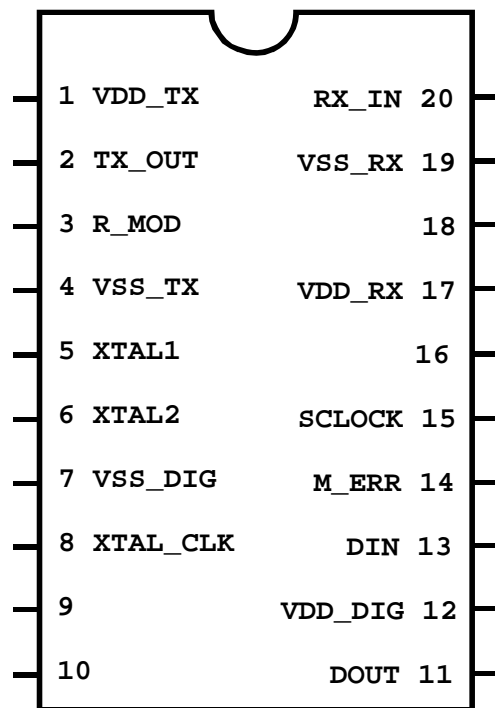 1 VDD_TX RX_IN 20
2 TX_OUT VSS_RX 19
3 R_MOD 18
4 VSS_TX VDD_RX 17
5 XTAL1 16
6 XTAL2 SCLOCK 15
7 VSS_DIG M_ERR 14
8 XTAL_CLK DIN 13
9 VDD_DIG 12
10 DOUT 11